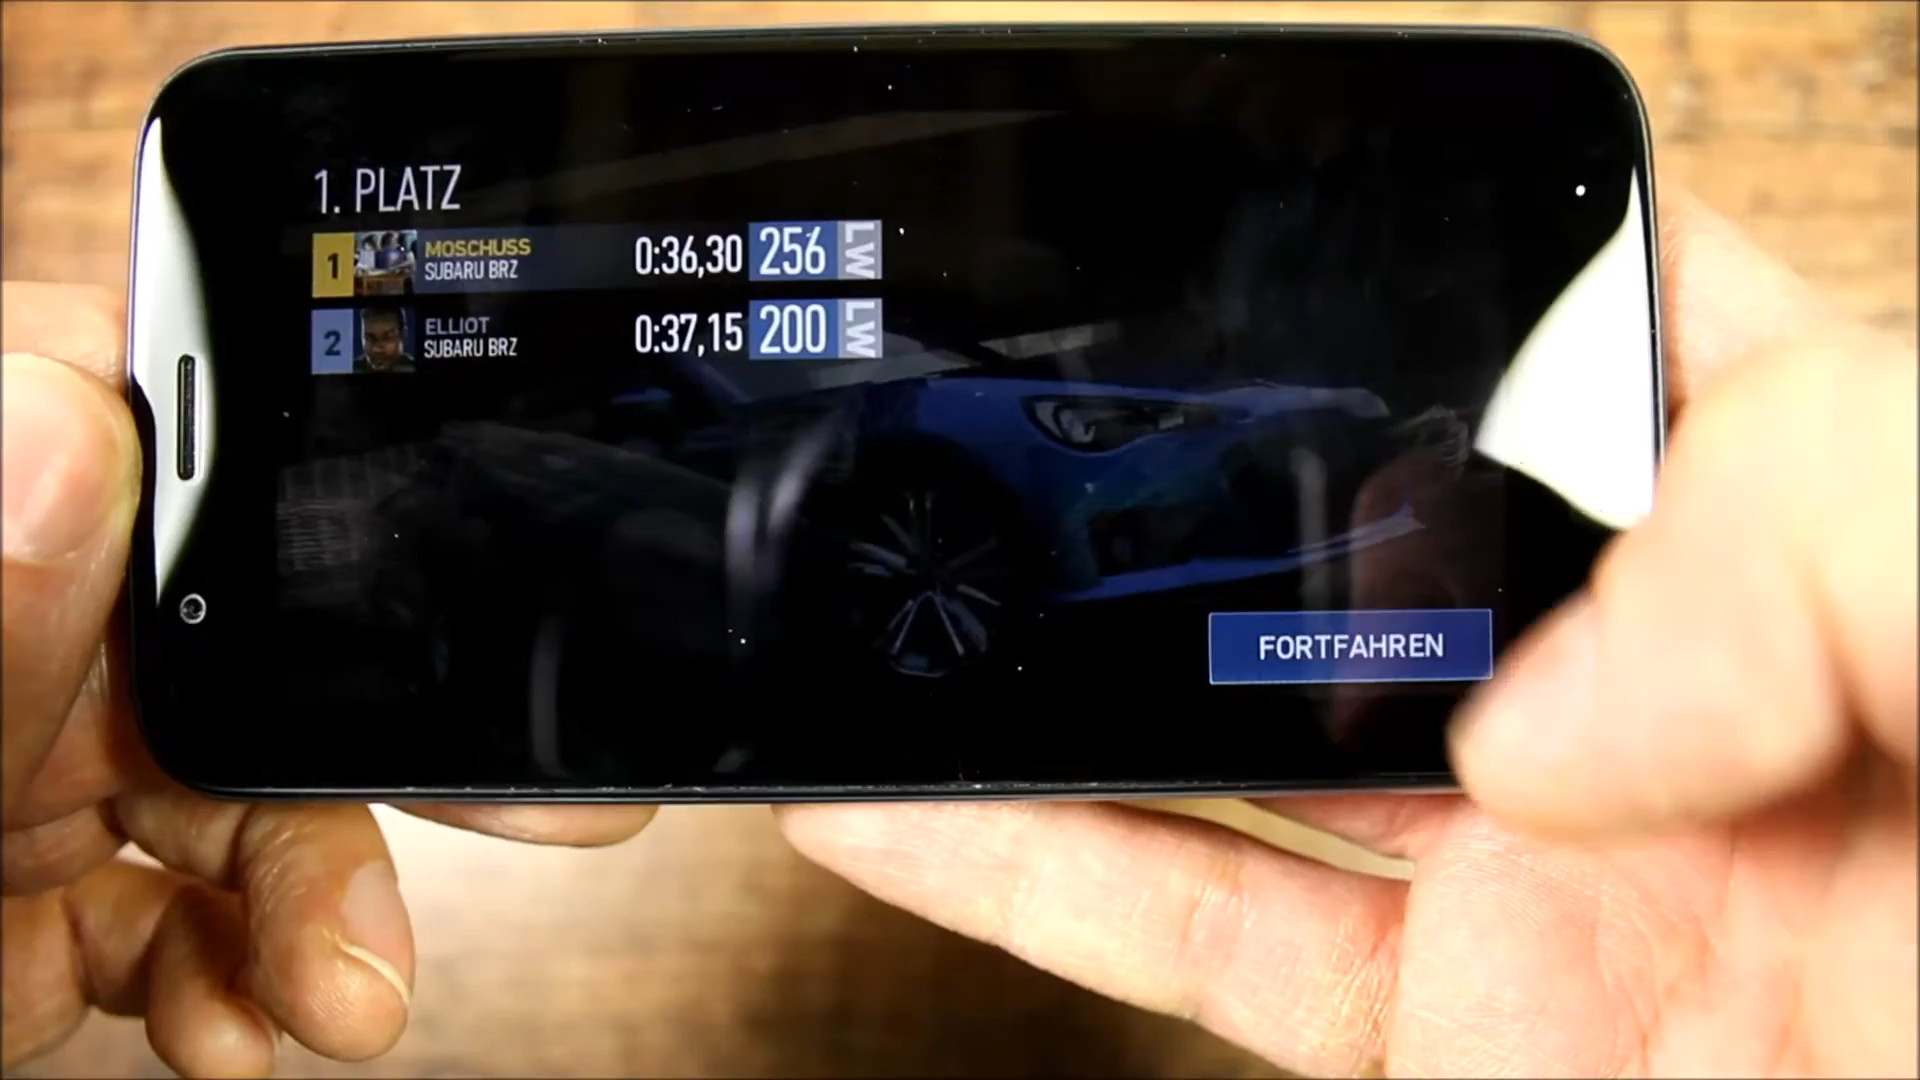 1. PLATZ
1 MOSCHUSS 0:36,30 256 LW
SUBARU BRZ
2 ELLIOT 0:37,15 200 LW
SUBARU BRZ
FORTFAHREN